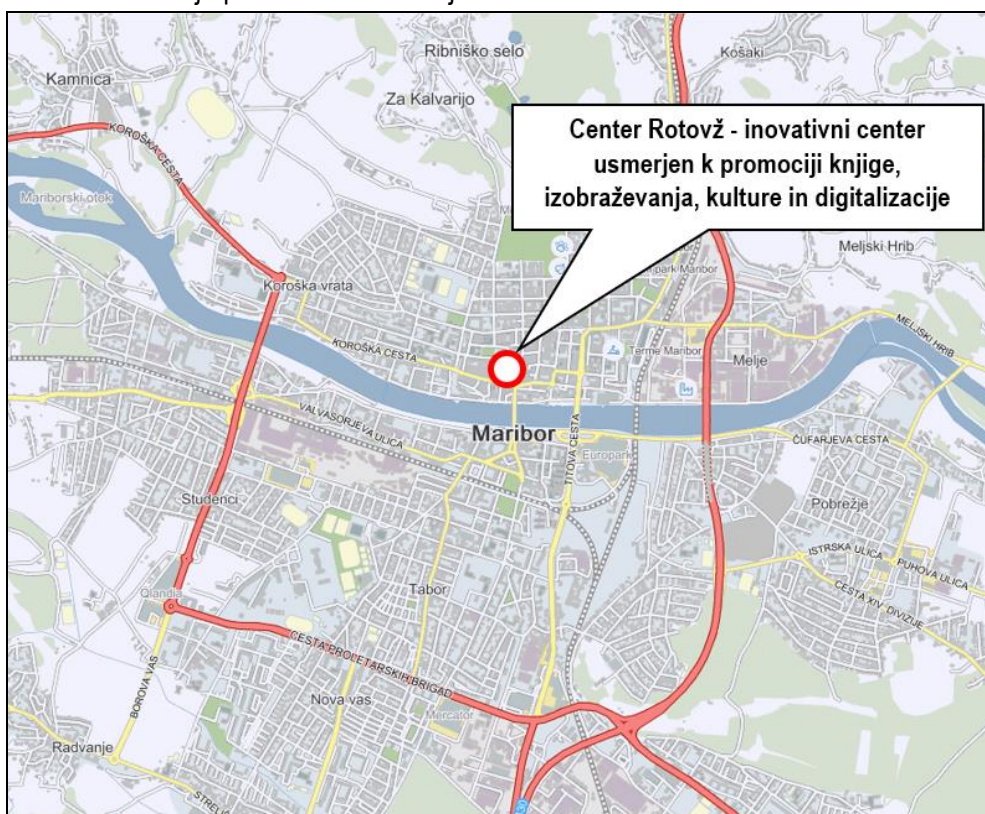 Ribniško selo
Košaki
Kamnica
Za Kalvarijo
KOROŠKA CESTA
Center Rotovž - inovativni center
usmerjen k promociji knjige,
izobraževanja, kulture in digitalizacije
Mariborski otok
Meljski Hrib
Koroška vrata
MELJSKI HRIB
KOROŠKA CESTA
Terme Maribor
Melje
VALVASORJEVA ULICA
Maribor
TITOVA CESTA
Europark
ČUFARJEVA CESTA
Studenci
Pobrežje
ISTRSKA ULICA
PUHOVA ULICA
CESTA XIV. DIVIZIJE
Qlandia
Tabor
CESTA PROLETARSKIH BRIGAD
BOROVA VAS
Nova vas
Mercator
Radvanje